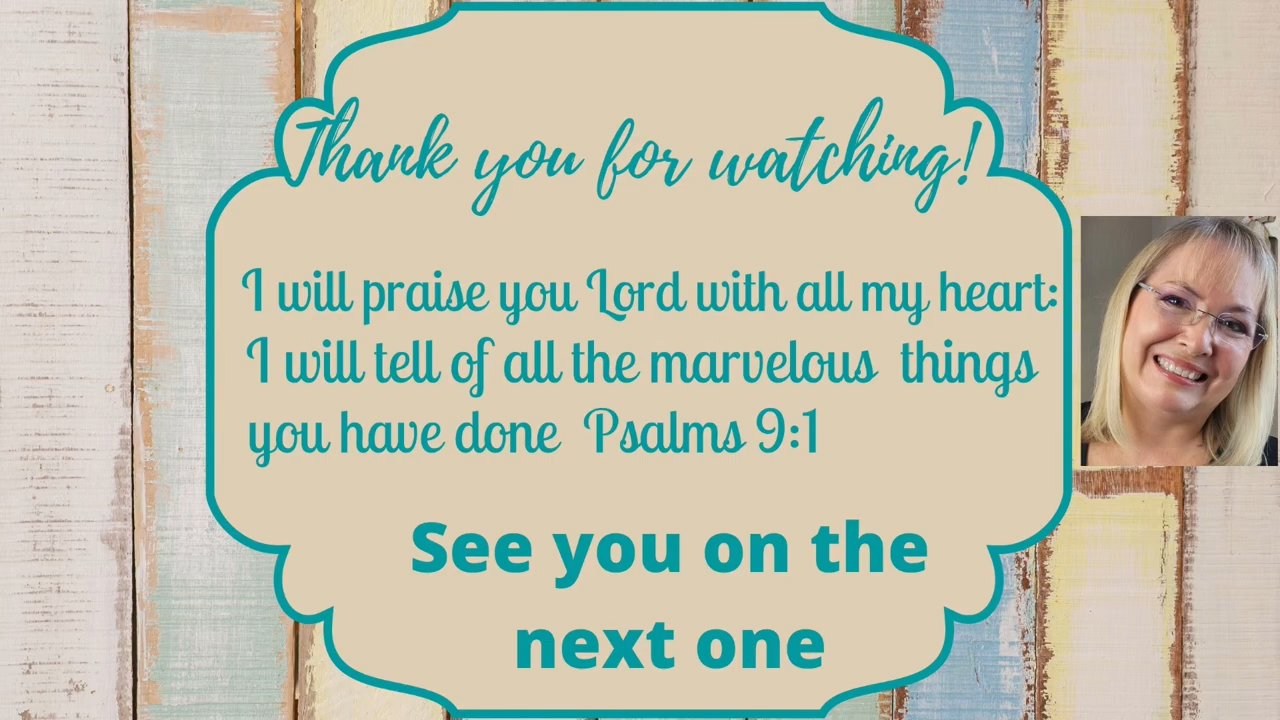 Thank you for watching!
I will praise you Lord with all my heart:
I will tell of all the marvelous things
you have done Psalms 9:1
See you on the
next one